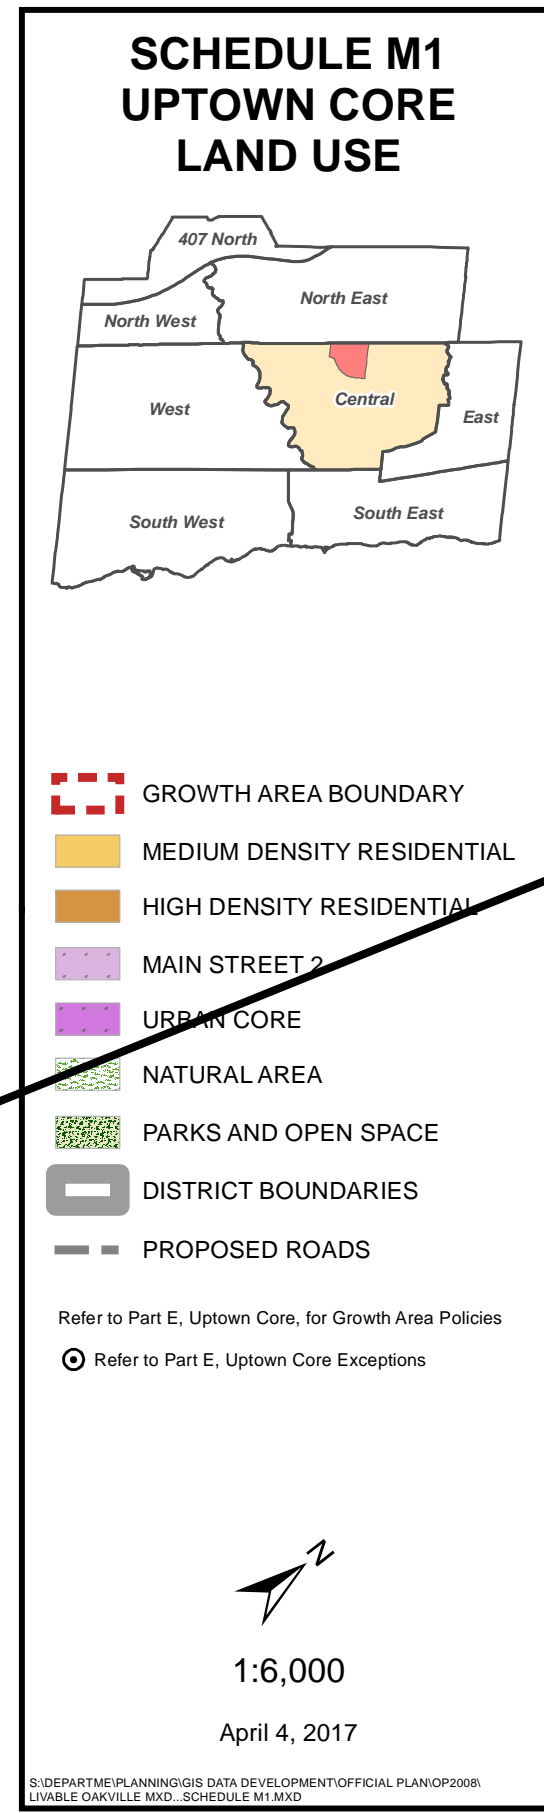 SCHEDULE M1
UPTOWN CORE
LAND USE
407 North
North East
North West
West
Central
East
South West
South East
GROWTH AREA BOUNDARY
MEDIUM DENSITY RESIDENTIAL
HIGH DENSITY RESIDENTIAL
MAIN STREET 2
URBAN CORE
NATURAL AREA
PARKS AND OPEN SPACE
DISTRICT BOUNDARIES
PROPOSED ROADS
Refer to Part E, Uptown Core, for Growth Area Policies
Refer to Part E, Uptown Core Exceptions
N
1:6,000
April 4, 2017
S:\DEPARTME\PLANNING\GIS DATA DEVELOPMENT\OFFICIAL PLAN\OP2008\
LIVABLE OAKVILLE MXD...SCHEDULE M1.MXD